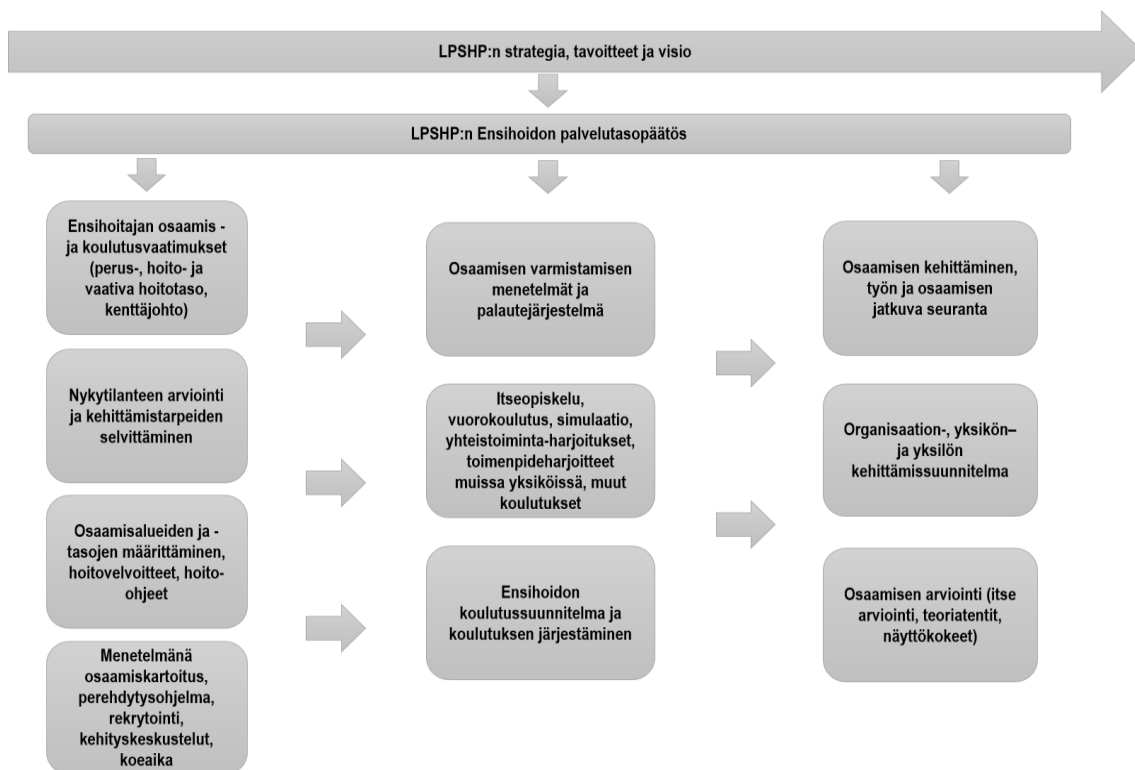 LPSHP:n strategia, tavoitteet ja visio
LPSHP:n Ensihoidon palvelutasopäätös
Ensihoitajan osaamis -
ja koulutusvaatimukset
(perus-, hoito- ja
vaativa hoitotaso,
kenttäjohto)
Nykytilanteen arviointi
ja kehittämistarpeiden
selvittäminen
Osaamisalueiden ja -
tasojen määrittäminen,
hoitovelvoitteet, hoito-
ohjeet
Menetelmänä
osaamiskartoitus,
perehdytysohjelma,
rekrytointi,
kehityskeskustelut,
koeaika
Osaamisen varmistamisen
menetelmät ja
palautejärjestelmä
Itseopiskelu,
vuorokoulutus, simulaatio,
yhteistoiminta-harjoitukset,
toimenpideharjoitteet
muissa yksiköissä, muut
koulutukset
Ensihoidon
koulutussuunnitelma ja
koulutuksen järjestäminen
Osaamisen kehittäminen,
työn ja osaamisen
jatkuva seuranta
Organisaation-, yksikön–
ja yksilön
kehittämissuunnitelma
Osaamisen arviointi (itse
arviointi, teoriatentit,
näyttökokeet)